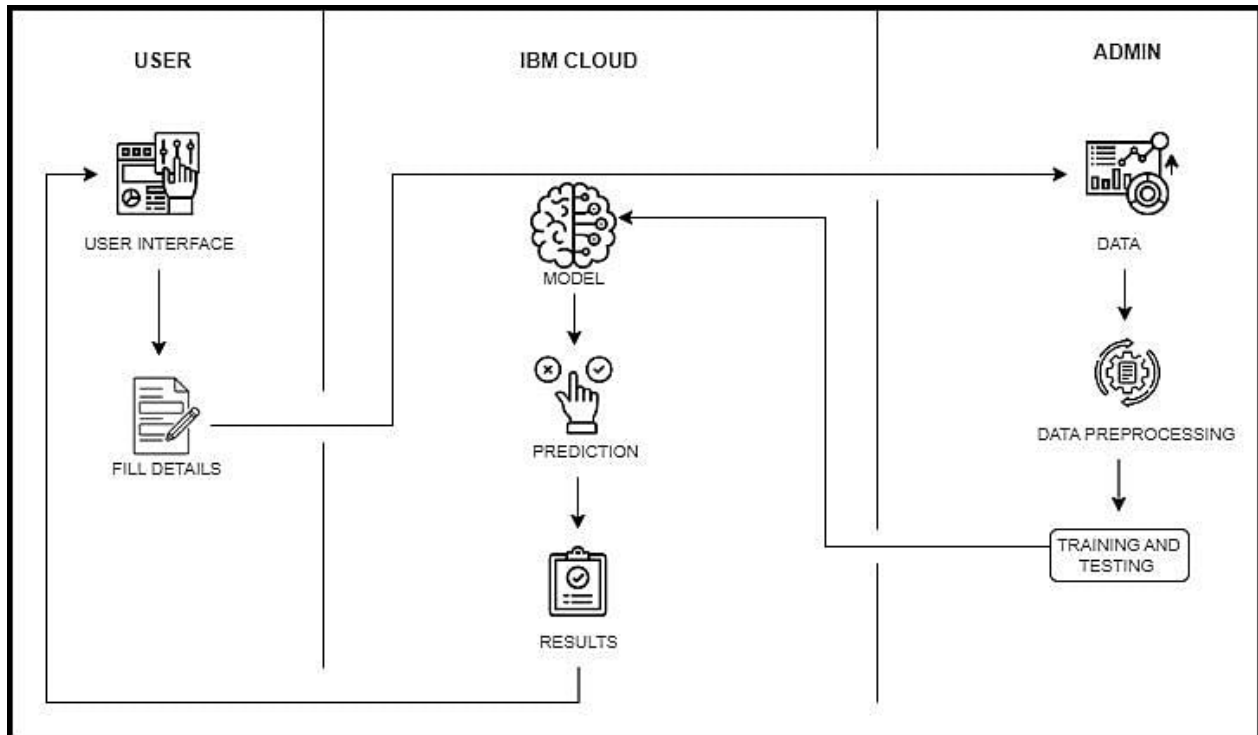 USER
IBM CLOUD
ADMIN
USER INTERFACE
FILL DETAILS
MODEL
PREDICTION
RESULTS
DATA
DATA PREPROCESSING
TRAINING AND
TESTING